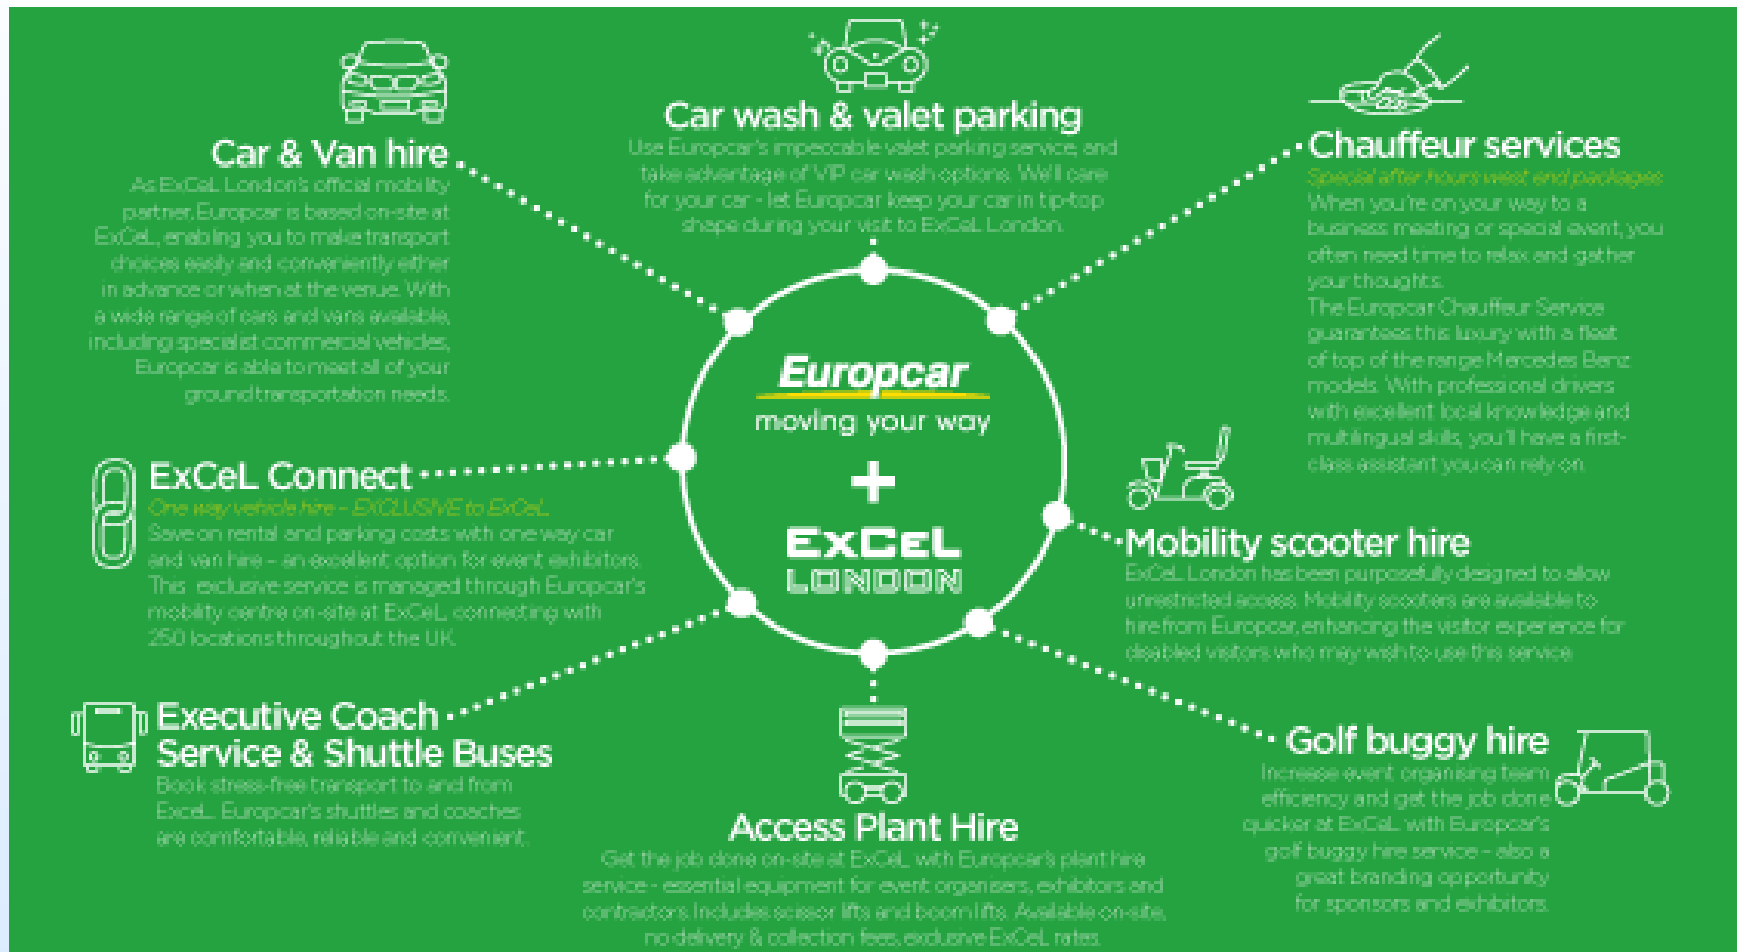 Car & Van hire
As ExCeL London's official mobility
partner, Europcar is based on-site at
ExCeL, enabling you to make transport
choices easily and conveniently either
in advance or when at the venue. With
a wide range of cars and vans available,
including specialist commercial vehicles,
Europcar is able to meet all of your
ground transportation needs.
Car wash & valet parking
Use Europcar's impeccable valet parking service, and
take advantage of VIP car wash options. We'll care
for your car - let Europcar keep your car in tip-top
shape during your visit to ExCeL London.
Chauffeur services
Special after hours west end packages
When you're on your way to a
business meeting or special event, you
often need time to relax and gather
your thoughts.
The Europcar Chauffeur Service
guarantees this luxury with a fleet
of top of the range Mercedes Benz
models. With professional drivers
with excellent local knowledge and
multilingual skills, you'll have a first-
class assistant you can rely on.
Europcar
moving your way
+
ExCeL
LONDON
ExCeL Connect
One way vehicle hire – EXCLUSIVE to ExCeL
Save on rental and parking costs with one way car
and van hire – an excellent option for event exhibitors.
This exclusive service is managed through Europcar's
mobility centre on-site at ExCeL, connecting with
250 locations throughout the UK.
Mobility scooter hire
ExCeL London has been purposefully designed to allow
unrestricted access. Mobility scooters are available to
hire from Europcar, enhancing the visitor experience for
disabled visitors who may wish to use this service.
Executive Coach
Service & Shuttle Buses
Book stress-free transport to and from
ExceL. Europcar's shuttles and coaches
are comfortable, reliable and convenient.
Access Plant Hire
Get the job done on-site at ExCeL with Europcar's plant hire
service - essential equipment for event organisers, exhibitors and
contractors. Includes scissor lifts and boom lifts. Available on-site,
no delivery & collection fees, exclusive ExCeL rates.
Golf buggy hire
Increase event organising team
efficiency and get the job done
quicker at ExCeL with Europcar's
golf buggy hire service – also a
great branding opportunity
for sponsors and exhibitors.